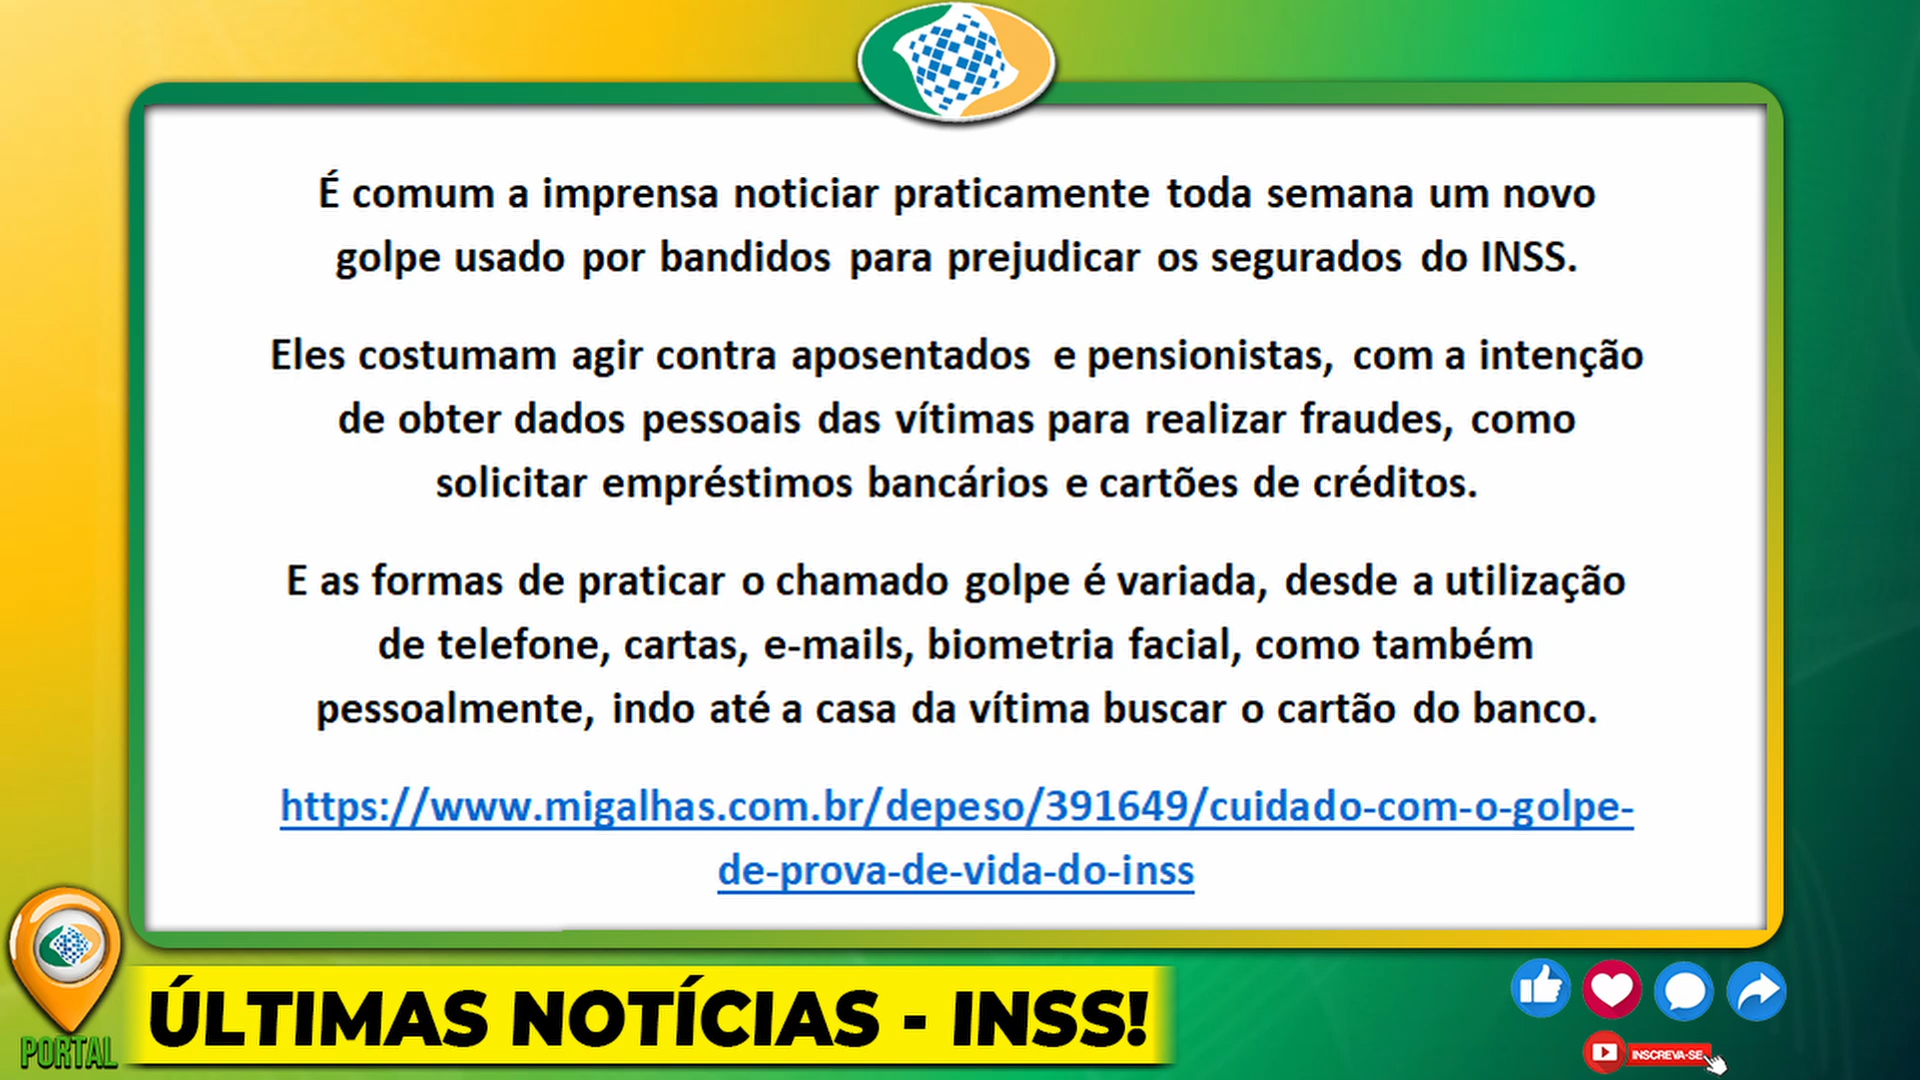 É comum a imprensa noticiar praticamente toda semana um novo
golpe usado por bandidos para prejudicar os segurados do INSS.
Eles costumam agir contra aposentados e pensionistas, com a intenção
de obter dados pessoais das vítimas para realizar fraudes, como
solicitar empréstimos bancários e cartões de créditos.
E as formas de praticar o chamado golpe é variada, desde a utilização
de telefone, cartas, e-mails, biometria facial, como também
pessoalmente, indo até a casa da vítima buscar o cartão do banco.
https://www.migalhas.com.br/depeso/391649/cuidado-com-o-golpe-
de-prova-de-vida-do-inss
ÚLTIMAS NOTÍCIAS - INSS!
PORTAL
INSCREVA-SE